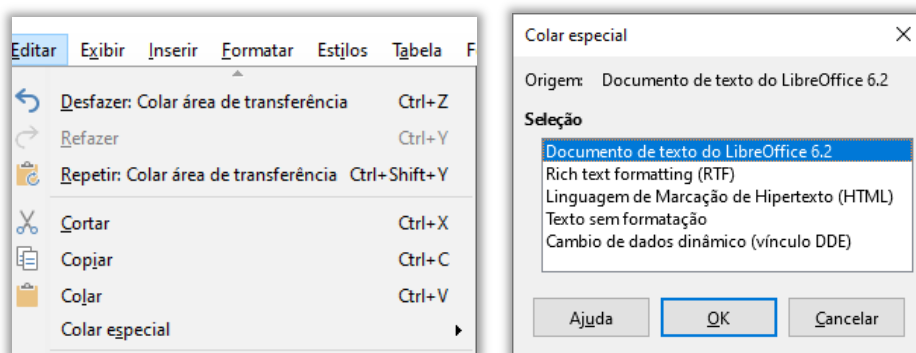 Editar Exibir Inserir Formatar Estilos Tabela
Desfazer: Colar área de transferência Ctrl+Z
Refazer Ctrl+Y
Repetir: Colar área de transferência Ctrl+Shift+Y
Cortar Ctrl+X
Copiar Ctrl+C
Colar Ctrl+V
Colar especial
Colar especial
Origem: Documento de texto do LibreOffice 6.2
Seleção
Documento de texto do LibreOffice 6.2
Rich text formatting (RTF)
Linguagem de Marcação de Hipertexto (HTML)
Texto sem formatação
Cambio de dados dinâmico (vínculo DDE)
Ajuda OK Cancelar